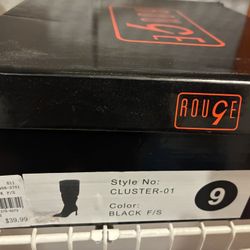 ROUGE
ROUGE
Style No:
CLUSTER-01
Color:
BLACK F/S
9
$39.99